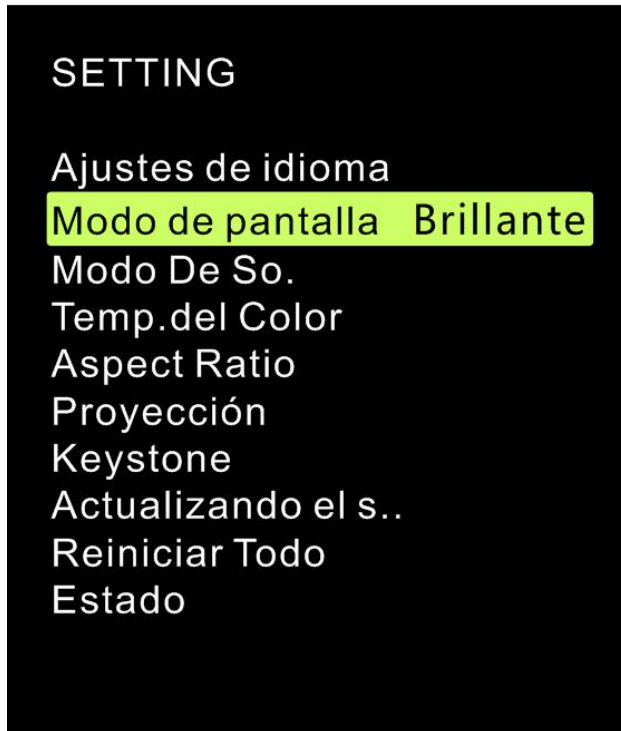 SETTING
Ajustes de idioma
Modo de pantalla Brillante
Modo De So.
Temp.del Color
Aspect Ratio
Proyección
Keystone
Actualizando el s..
Reiniciar Todo
Estado